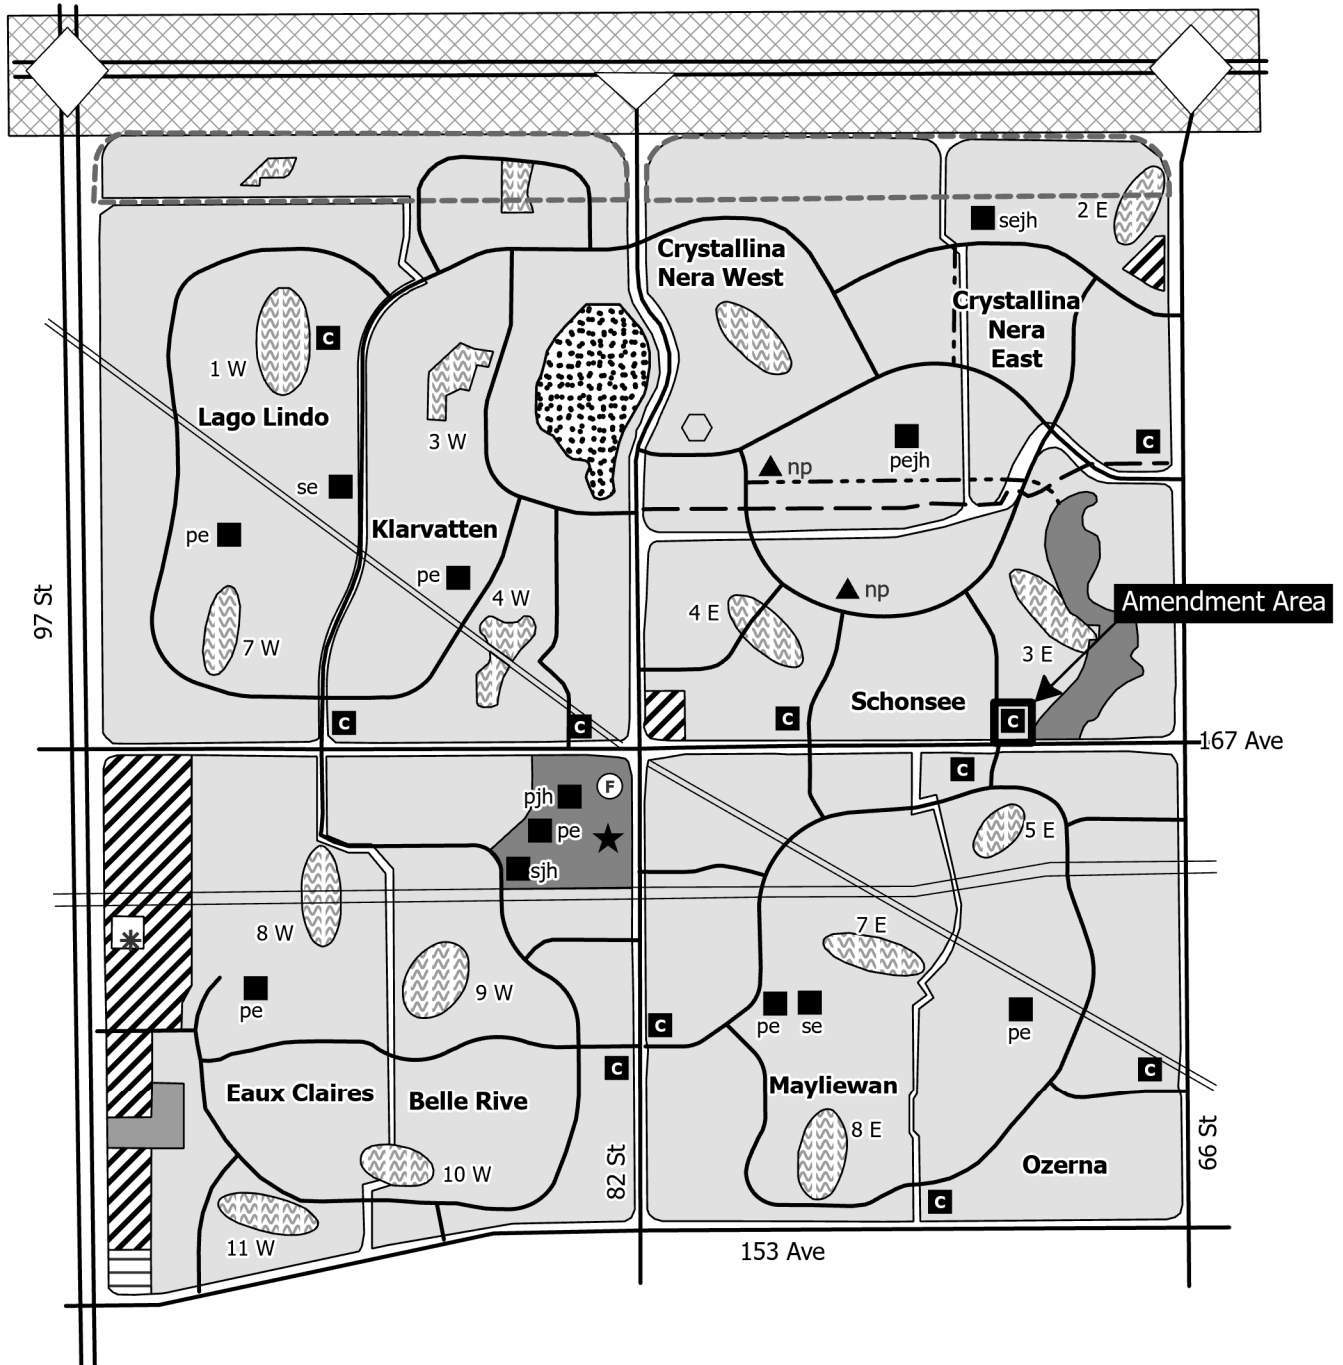 sejh
2 E
Crystallina
Nera West
Crystallina
Nera
East
C
1 W
Lago Lindo
3 W
C
pejh
np
se
Klarvatten
pe
pe
4 W
np
Amendment Area
97 St
4 E
7 W
3 E
Schonsee
C
C
C
C
167 Ave
C
pjh
F
pe
sjh
5 E
8 W
7 E
9 W
pe
pe
se
pe
C
C
C
Eaux Claires
Belle Rive
Mayliewan
8 E
66 St
82 St
Ozerna
10 W
C
11 W
153 Ave